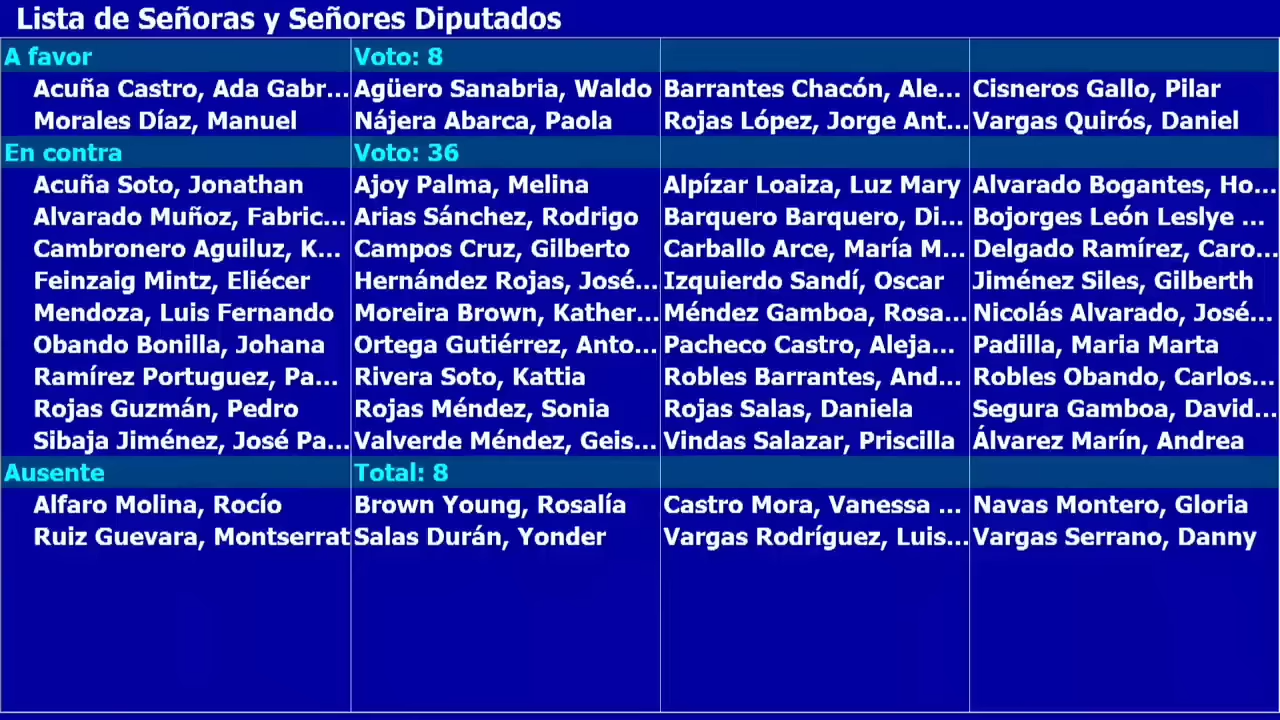 Lista de Señoras y Señores Diputados
A favor Voto: 8
Acuña Castro, Ada Gabr... Agüero Sanabria, Waldo Barrantes Chacón, Ale... Cisneros Gallo, Pilar
Morales Díaz, Manuel Nájera Abarca, Paola Rojas López, Jorge Ant... Vargas Quirós, Daniel
En contra Voto: 36
Acuña Soto, Jonathan Ajoy Palma, Melina Alpízar Loaiza, Luz Mary Alvarado Bogantes, Ho...
Alvarado Muñoz, Fabric... Arias Sánchez, Rodrigo Barquero Barquero, Di... Bojorges León Leslye ...
Cambronero Aguiluz, K... Campos Cruz, Gilberto Carballo Arce, María M... Delgado Ramírez, Caro...
Feinzaig Mintz, Eliécer Hernández Rojas, José... Izquierdo Sandí, Oscar Jiménez Siles, Gilberth
Mendoza, Luis Fernando Moreira Brown, Kather... Méndez Gamboa, Rosa... Nicolás Alvarado, José...
Obando Bonilla, Johana Ortega Gutiérrez, Anto... Pacheco Castro, Aleja... Padilla, Maria Marta
Ramírez Portuguez, Pa... Rivera Soto, Kattia Robles Barrantes, And... Robles Obando, Carlos...
Rojas Guzmán, Pedro Rojas Méndez, Sonia Rojas Salas, Daniela Segura Gamboa, David...
Sibaja Jiménez, José Pa... Valverde Méndez, Geis... Vindas Salazar, Priscilla Álvarez Marín, Andrea
Ausente Total: 8
Alfaro Molina, Rocío Brown Young, Rosalía Castro Mora, Vanessa ... Navas Montero, Gloria
Ruiz Guevara, Montserrat Salas Durán, Yonder Vargas Rodríguez, Luis... Vargas Serrano, Danny